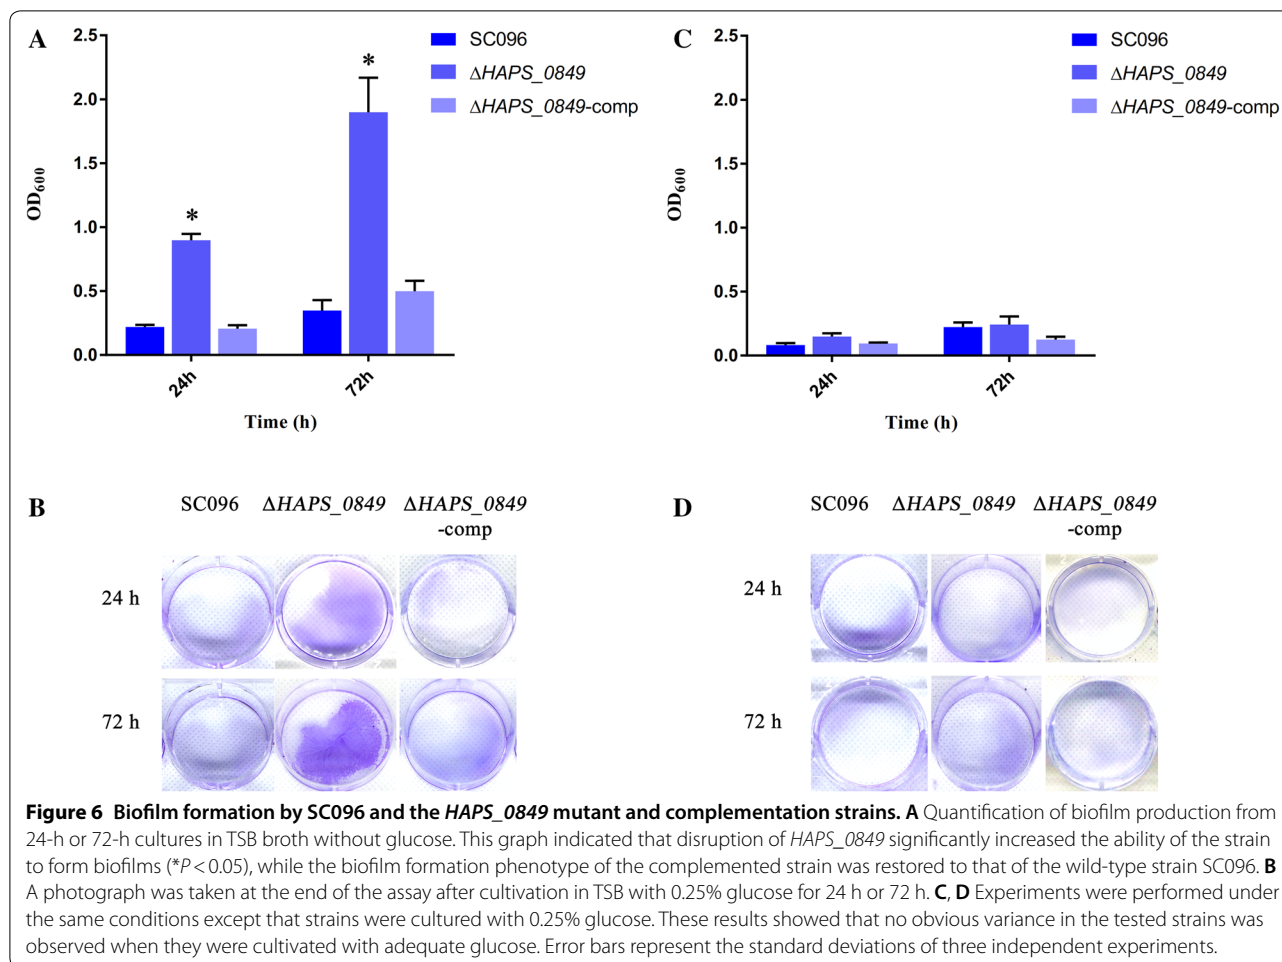 A
2.5
2.0
1.5
1.0
0.5
0.0
OD600
*
*
24h
72h
Time (h)
SC096
ΔHAPS_0849
ΔHAPS_0849-comp
C
2.5
2.0
1.5
1.0
0.5
0.0
OD600
24h
72h
Time (h)
SC096
ΔHAPS_0849
ΔHAPS_0849-comp
B
SC096 ΔHAPS_0849 ΔHAPS_0849
-comp
24 h
72 h
D
SC096 ΔHAPS_0849 ΔHAPS_0849
-comp
24 h
72 h
Figure 6 Biofilm formation by SC096 and the HAPS_0849 mutant and complementation strains. A Quantification of biofilm production from
24-h or 72-h cultures in TSB broth without glucose. This graph indicated that disruption of HAPS_0849 significantly increased the ability of the strain
to form biofilms (*P < 0.05), while the biofilm formation phenotype of the complemented strain was restored to that of the wild-type strain SC096. B
A photograph was taken at the end of the assay after cultivation in TSB with 0.25% glucose for 24 h or 72 h. C, D Experiments were performed under
the same conditions except that strains were cultured with 0.25% glucose. These results showed that no obvious variance in the tested strains was
observed when they were cultivated with adequate glucose. Error bars represent the standard deviations of three independent experiments.